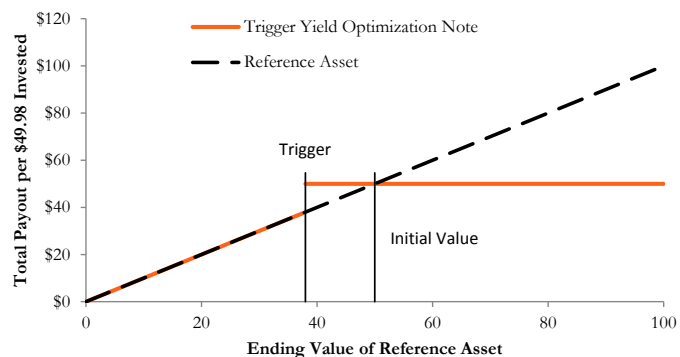 $120
$100
$80
$60
$40
$20
$0
Total Payout per $49.98 Invested
Trigger Yield Optimization Note
Reference Asset
Trigger
Initial Value
0
20
40
60
80
100
Ending Value of Reference Asset